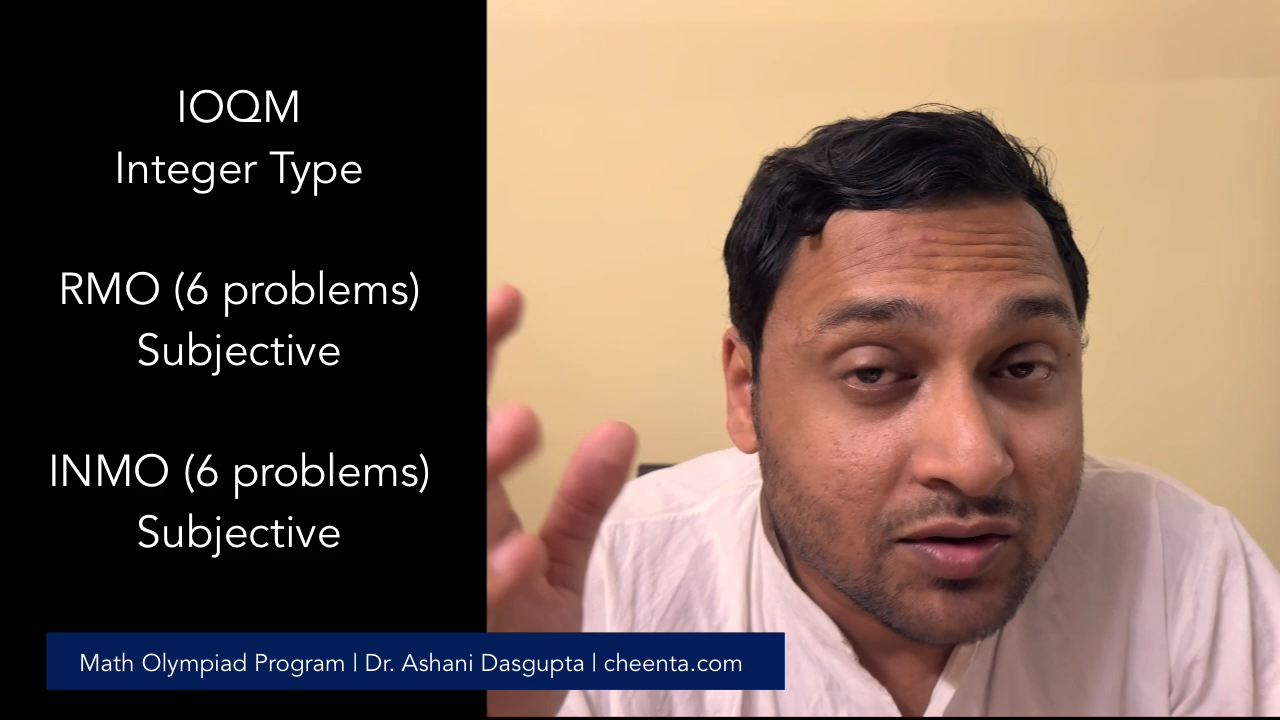 IOQM
Integer Type
RMO (6 problems)
Subjective
INMO (6 problems)
Subjective
Math Olympiad Program | Dr. Ashani Dasgupta | cheenta.com